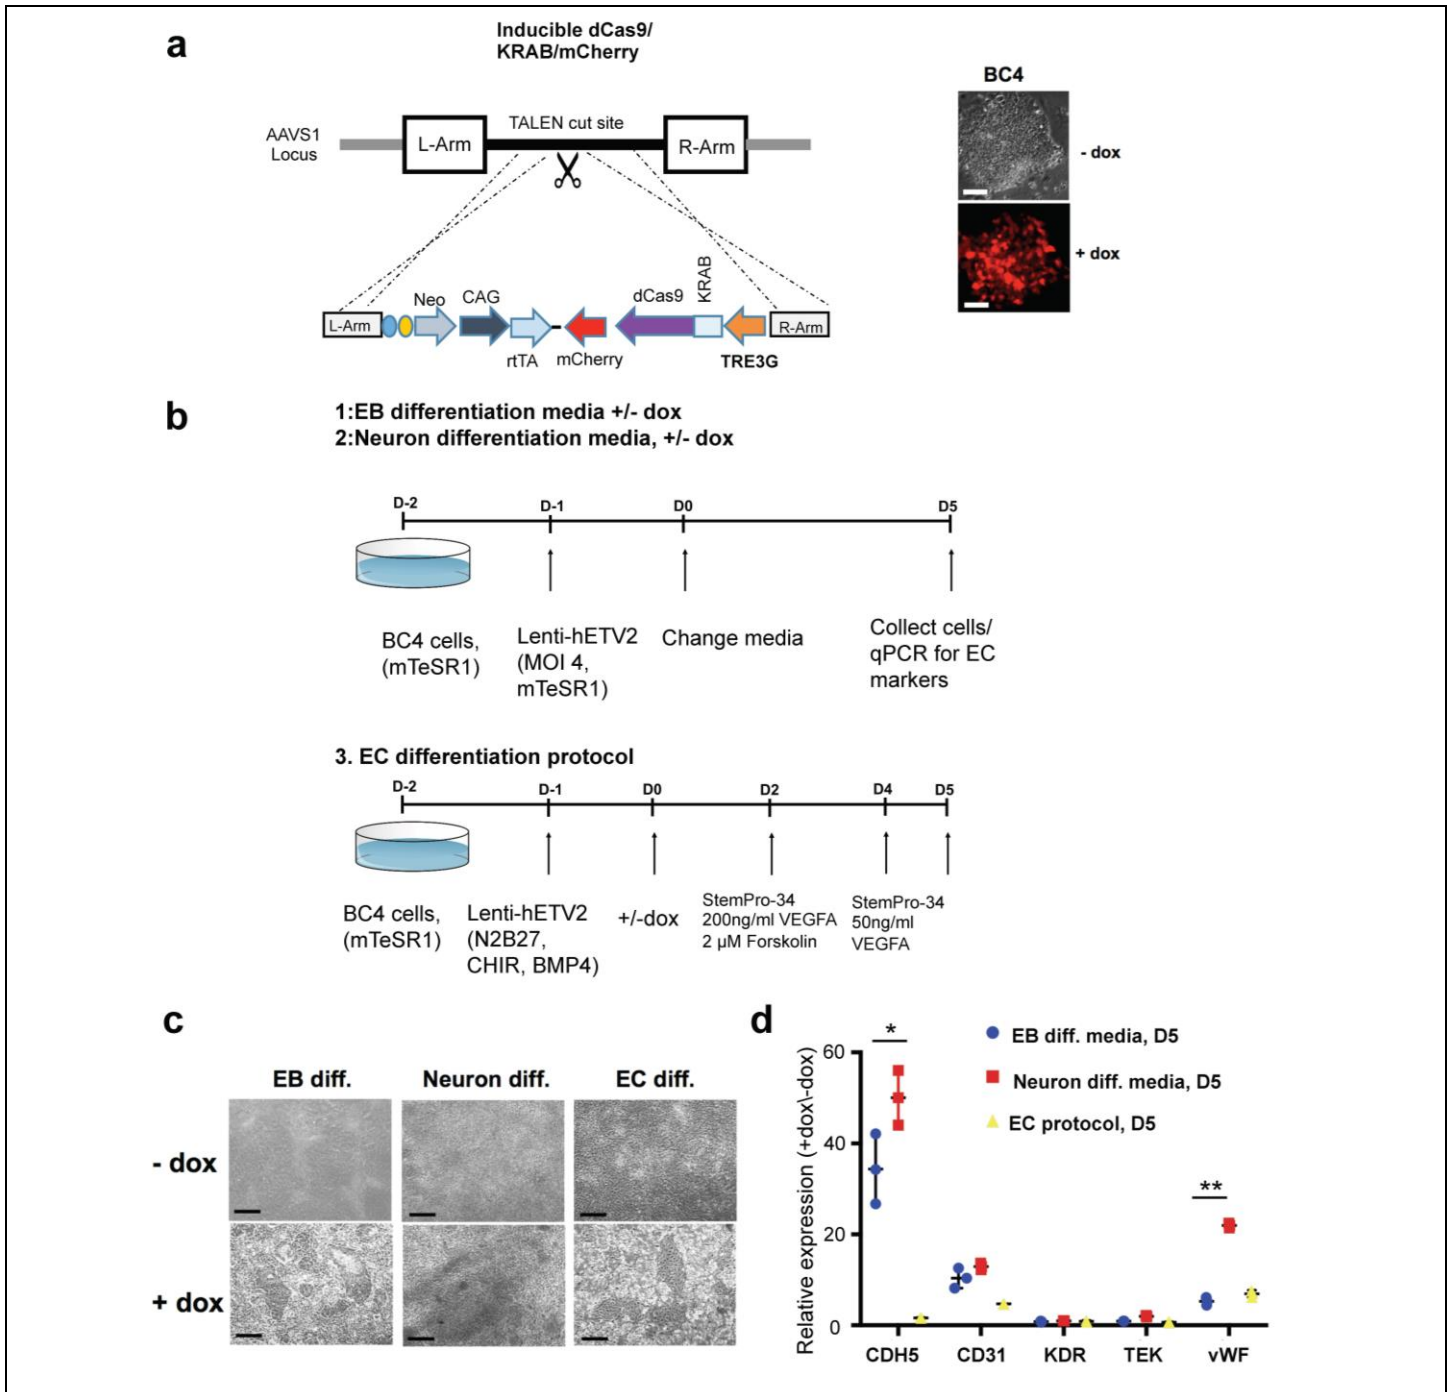 a
Inducible dCas9/
KRAB/mCherry
AAVS1
Locus
L-Arm
TALEN cut site
R-Arm
L-Arm
Neo
CAG
rtTA
mCherry
dCas9
KRAB
TRE3G
R-Arm
BC4
- dox
+ dox
b
1:EB differentiation media +/- dox
2:Neuron differentiation media, +/- dox
D-2
D-1
D0
D5
BC4 cells,
(mTeSR1)
Lenti-hETV2
(MOI 4,
mTeSR1)
Change media
Collect cells/
qPCR for EC
markers
3. EC differentiation protocol
D-2
D-1
D0
D2
D4
D5
BC4 cells,
(mTeSR1)
Lenti-hETV2
(N2B27,
CHIR, BMP4)
+/-dox
StemPro-34
200ng/ml VEGFA
2 µM Forskolin
StemPro-34
50ng/ml
VEGFA
c
EB diff.
Neuron diff.
EC diff.
- dox
+ dox
d
Relative expression (+dox\-dox)
60
40
20
0
*
**
EB diff. media, D5
Neuron diff. media, D5
EC protocol, D5
CDH5
CD31
KDR
TEK
vWF